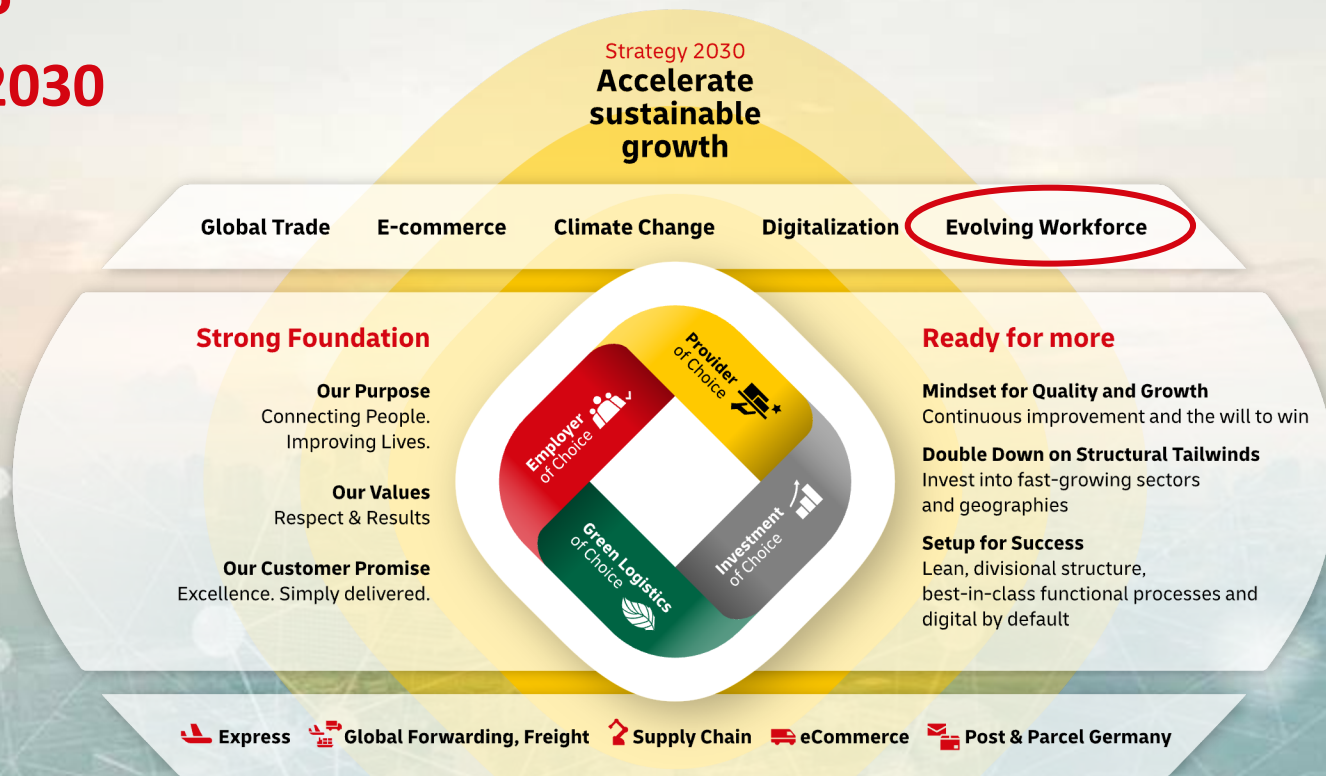 2030
Strategy 2030
Accelerate
sustainable
growth
Global Trade
E-commerce
Climate Change
Digitalization
Evolving Workforce
Strong Foundation
Our Purpose
Connecting People.
Improving Lives.
Our Values
Respect & Results
Our Customer Promise
Excellence. Simply delivered.
Employer
of Choice
Provider
of Choice
Green Logistics
of Choice
Investment
of Choice
Ready for more
Mindset for Quality and Growth
Continuous improvement and the will to win
Double Down on Structural Tailwinds
Invest into fast-growing sectors
and geographies
Setup for Success
Lean, divisional structure,
best-in-class functional processes and
digital by default
Express
Global Forwarding, Freight
Supply Chain
eCommerce
Post & Parcel Germany